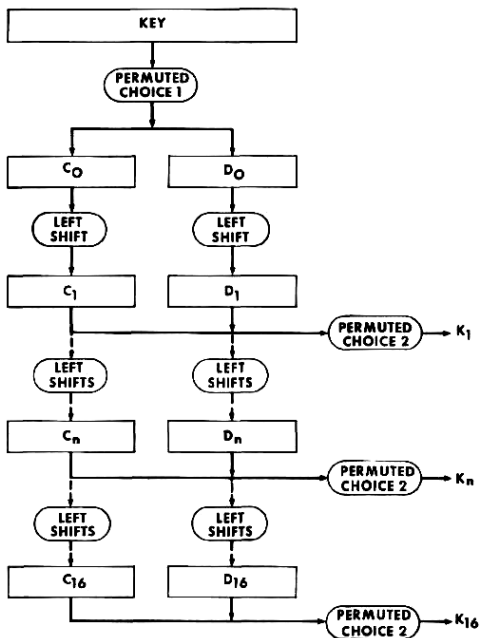 KEY
PERMUTED
CHOICE 1
C0
D0
LEFT
SHIFT
LEFT
SHIFT
C1
D1
PERMUTED
CHOICE 2
K1
LEFT
SHIFTS
LEFT
SHIFTS
Cn
Dn
PERMUTED
CHOICE 2
Kn
LEFT
SHIFTS
LEFT
SHIFTS
C16
D16
PERMUTED
CHOICE 2
K16